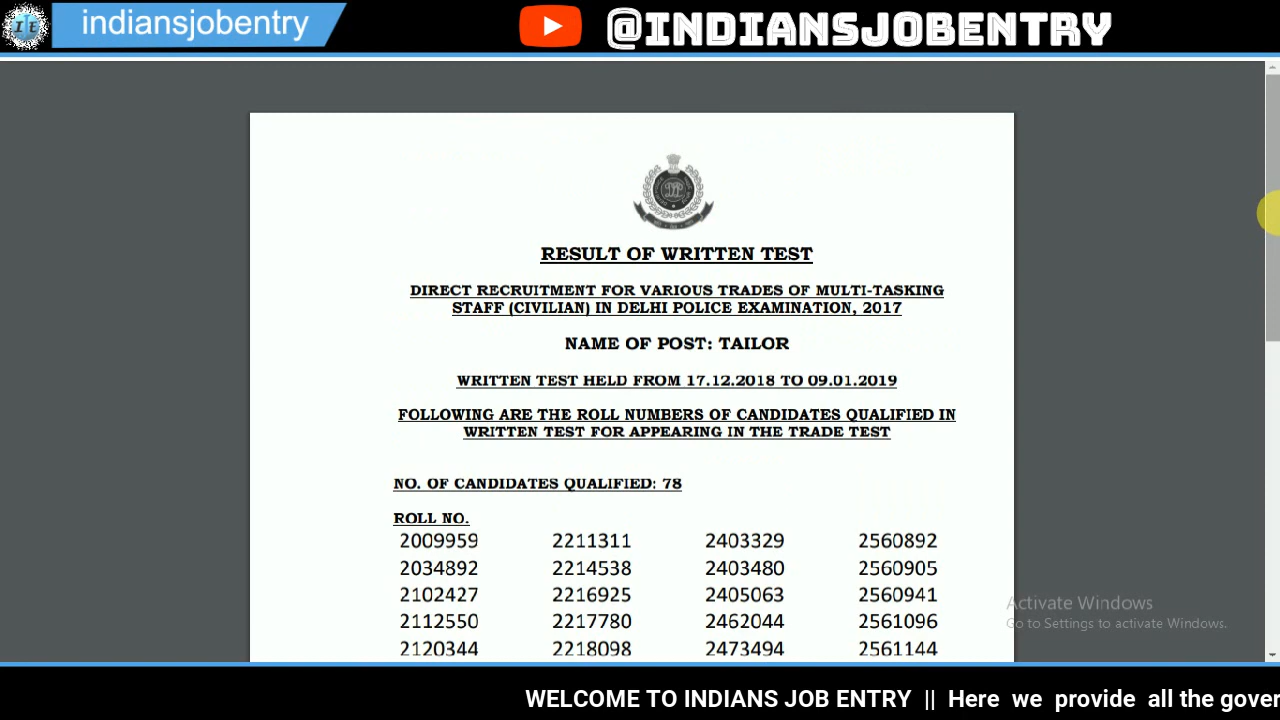 indiansjobentry
@INDIANSJOBENTRY
RESULT OF WRITTEN TEST
DIRECT RECRUITMENT FOR VARIOUS TRADES OF MULTI-TASKING
STAFF (CIVILIAN) IN DELHI POLICE EXAMINATION, 2017
NAME OF POST: TAILOR
WRITTEN TEST HELD FROM 17.12.2018 TO 09.01.2019
FOLLOWING ARE THE ROLL NUMBERS OF CANDIDATES QUALIFIED IN
WRITTEN TEST FOR APPEARING IN THE TRADE TEST
NO. OF CANDIDATES QUALIFIED: 78
ROLL NO.
2009959 2211311 2403329 2560892
2034892 2214538 2403480 2560905
2102427 2216925 2405063 2560941
2112550 2217780 2462044 2561096
2120344 2218098 2473494 2561144
Activate Windows
Go to Settings to activate Windows.
WELCOME TO INDIANS JOB ENTRY || Here we provide all the gover